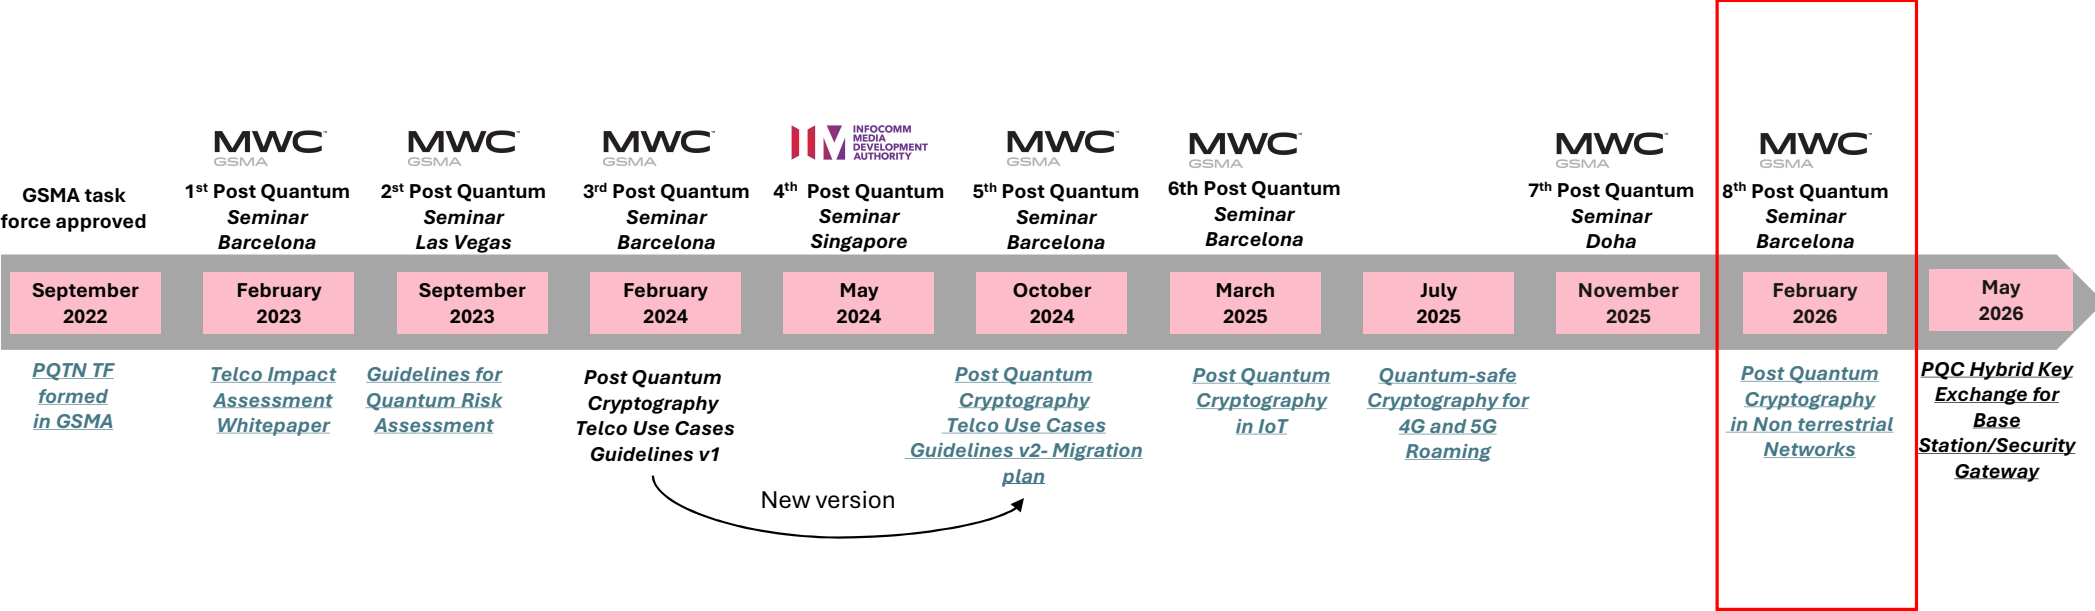 GSMA task
force approved
MWC
GSMA
1st Post Quantum
Seminar
Barcelona
MWC
GSMA
2st Post Quantum
Seminar
Las Vegas
MWC
GSMA
3rd Post Quantum
Seminar
Barcelona
INFOCOMM
MEDIA
DEVELOPMENT
AUTHORITY
4th Post Quantum
Seminar
Singapore
MWC
GSMA
5th Post Quantum
Seminar
Barcelona
MWC™
GSMA
6th Post Quantum
Seminar
Barcelona
MWC™
GSMA
7th Post Quantum
Seminar
Doha
MWC™
GSMA
8th Post Quantum
Seminar
Barcelona
September
2022
February
2023
September
2023
February
2024
May
2024
October
2024
March
2025
July
2025
November
2025
February
2026
May
2026
PQTN TF
formed
in GSMA
Telco Impact
Assessment
Whitepaper
Guidelines for
Quantum Risk
Assessment
Post Quantum
Cryptography
Telco Use Cases
Guidelines v1
Post Quantum
Cryptography
Telco Use Cases
Guidelines v2- Migration
plan
Post Quantum
Cryptography
in IoT
Quantum-safe
Cryptography for
4G and 5G
Roaming
Post Quantum
Cryptography
in Non terrestrial
Networks
PQC Hybrid Key
Exchange for
Base
Station/Security
Gateway
New version